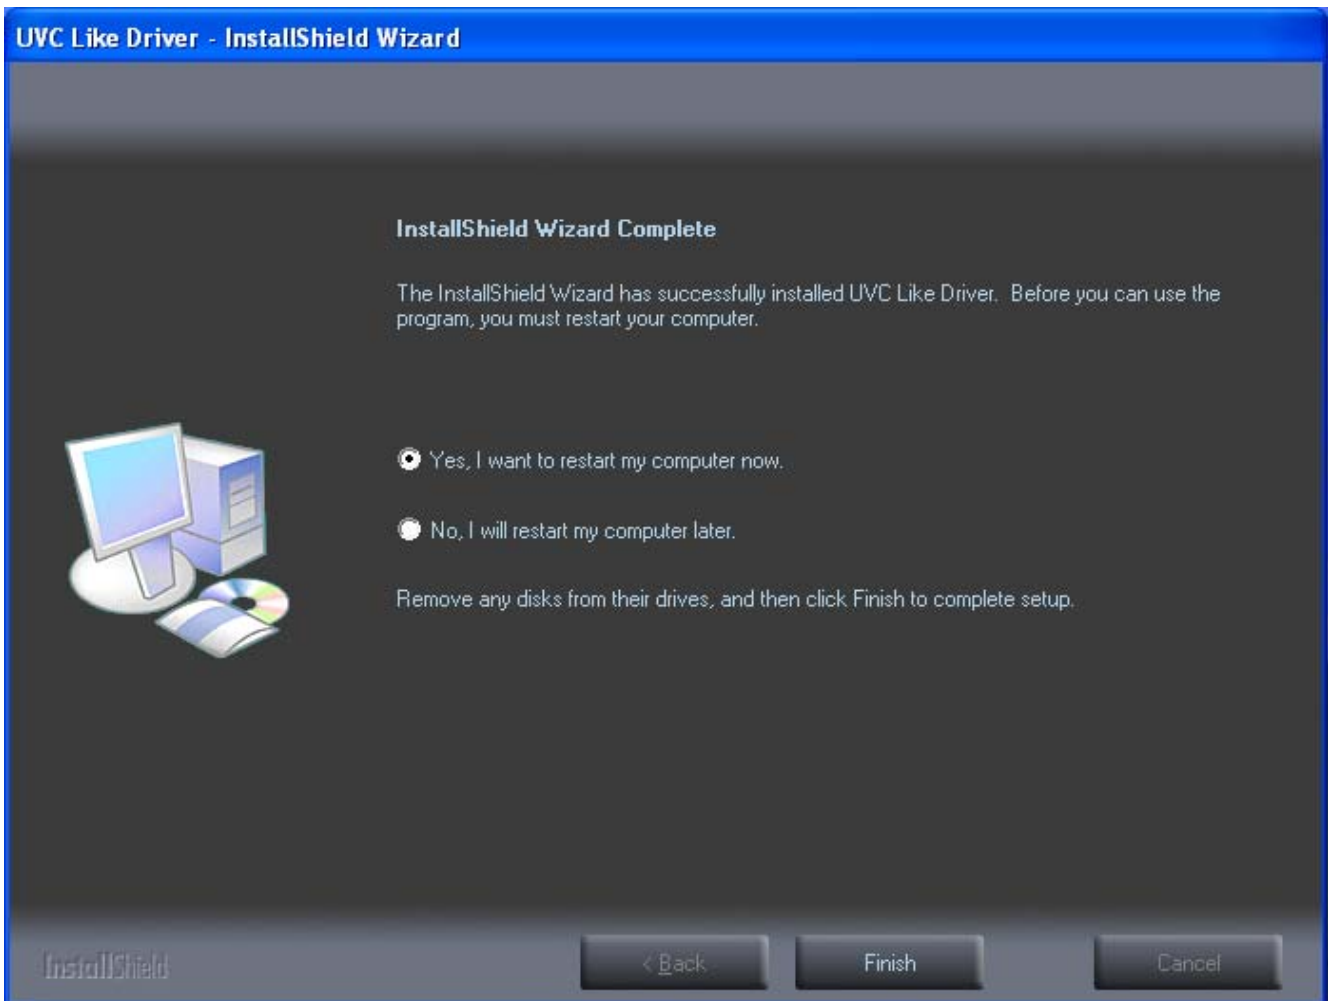 UVC Like Driver - InstallShield Wizard
InstallShield Wizard Complete
The InstallShield Wizard has successfully installed UVC Like Driver. Before you can use the
program, you must restart your computer.
Yes, I want to restart my computer now.
No, I will restart my computer later.
Remove any disks from their drives, and then click Finish to complete setup.
InstallShield
< Back
Finish
Cancel